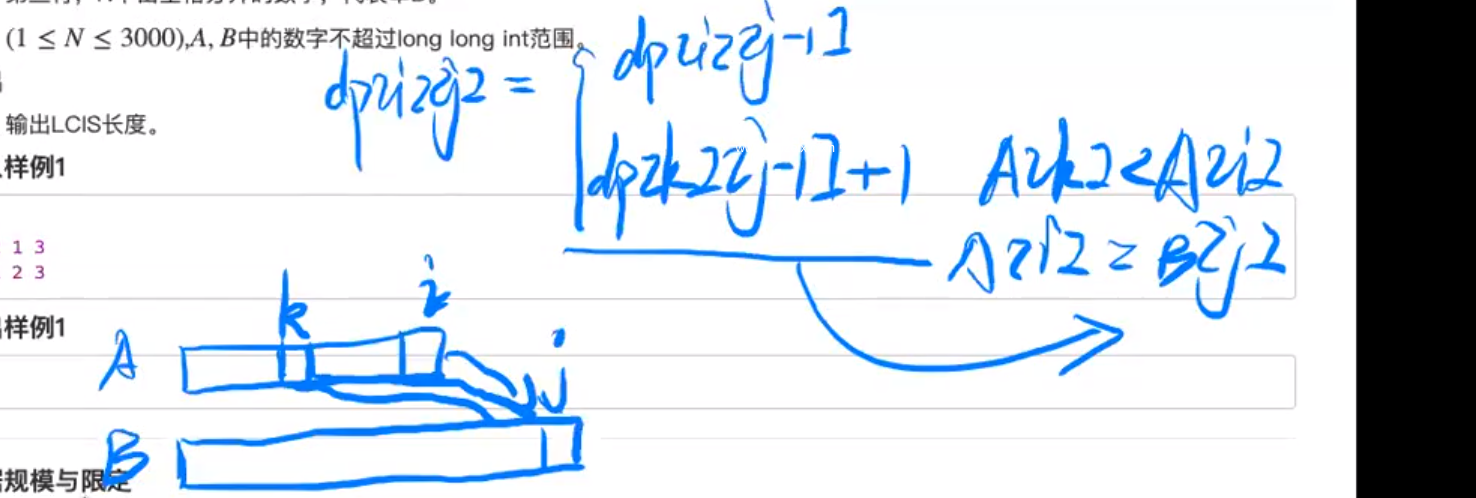 (1 ≤ N ≤ 3000),A, B中的数字不超过long long int范围。
输出LCIS长度。
样例1
1 3
2 3
样例1
据规模与限定
dp[i][j] =
dp[i][j-1]
dp[k][j-1]+1 A[k]<A[i]
A[i] = B[j]
k i
A j
B